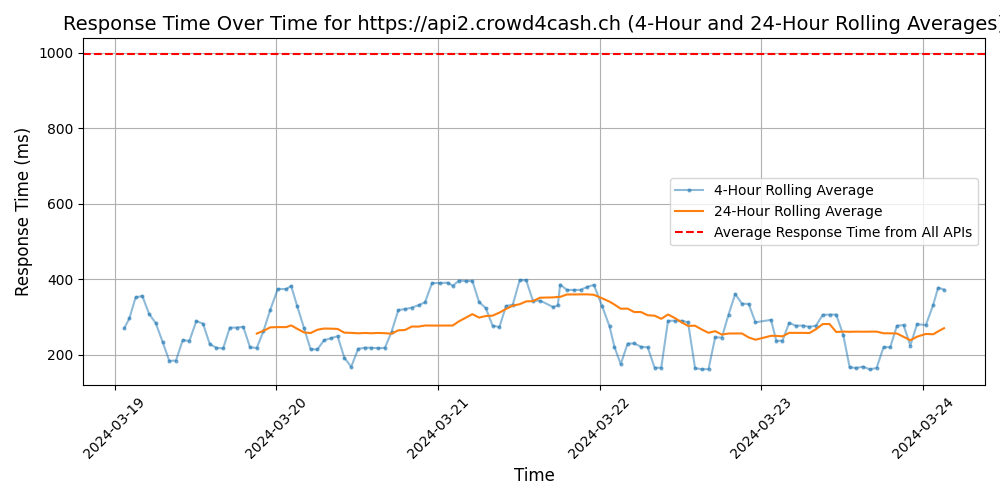 Response Time Over Time for https://api2.crowd4cash.ch (4-Hour and 24-Hour Rolling Averages)
Response Time (ms)
1000
800
600
400
200
4-Hour Rolling Average
24-Hour Rolling Average
Average Response Time from All APIs
2024-03-19
2024-03-20
2024-03-21
2024-03-22
2024-03-23
2024-03-24
Time